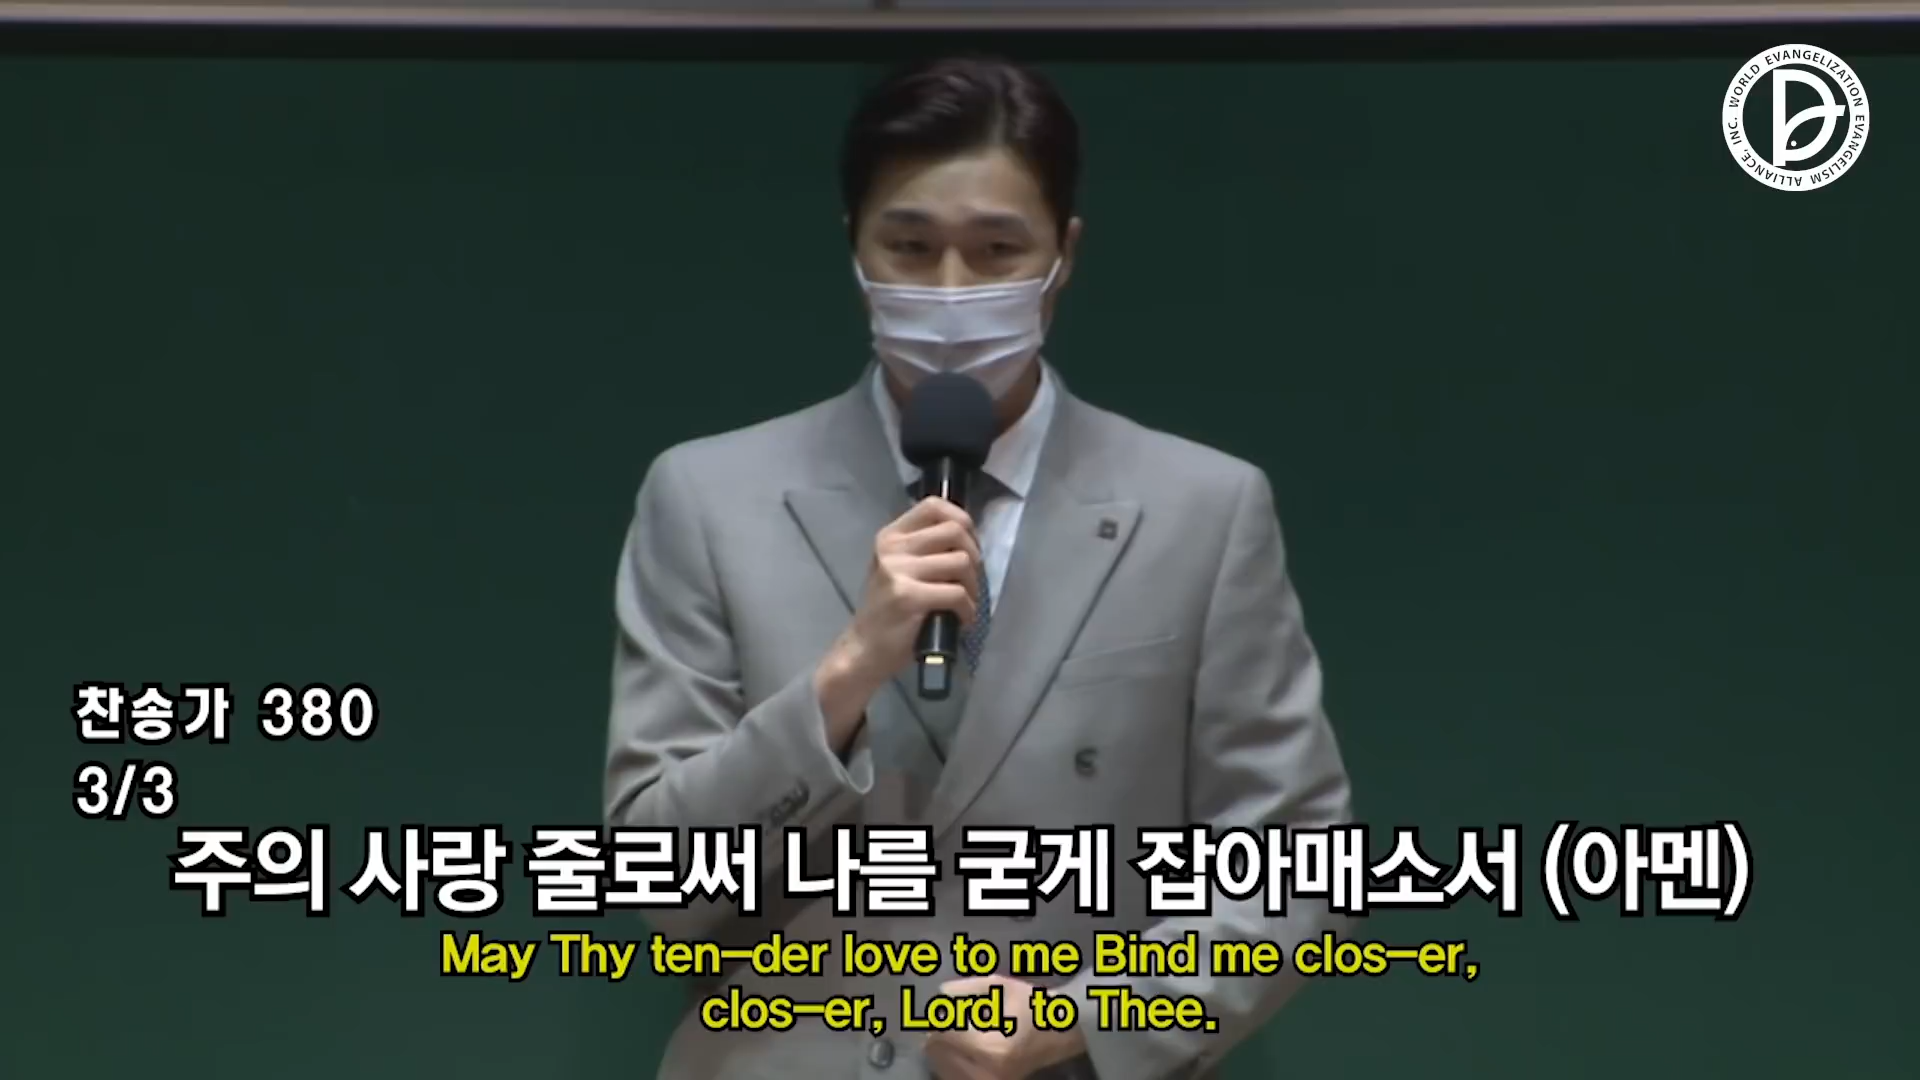 WORLD EVANGELIZATION EVANGELISM ALLIANCE, INC.
찬송가 380
3/3
주의 사랑 줄로써 나를 굳게 잡아매소서 (아멘)
May Thy ten-der love to me Bind me clos-er,
clos-er, Lord, to Thee.